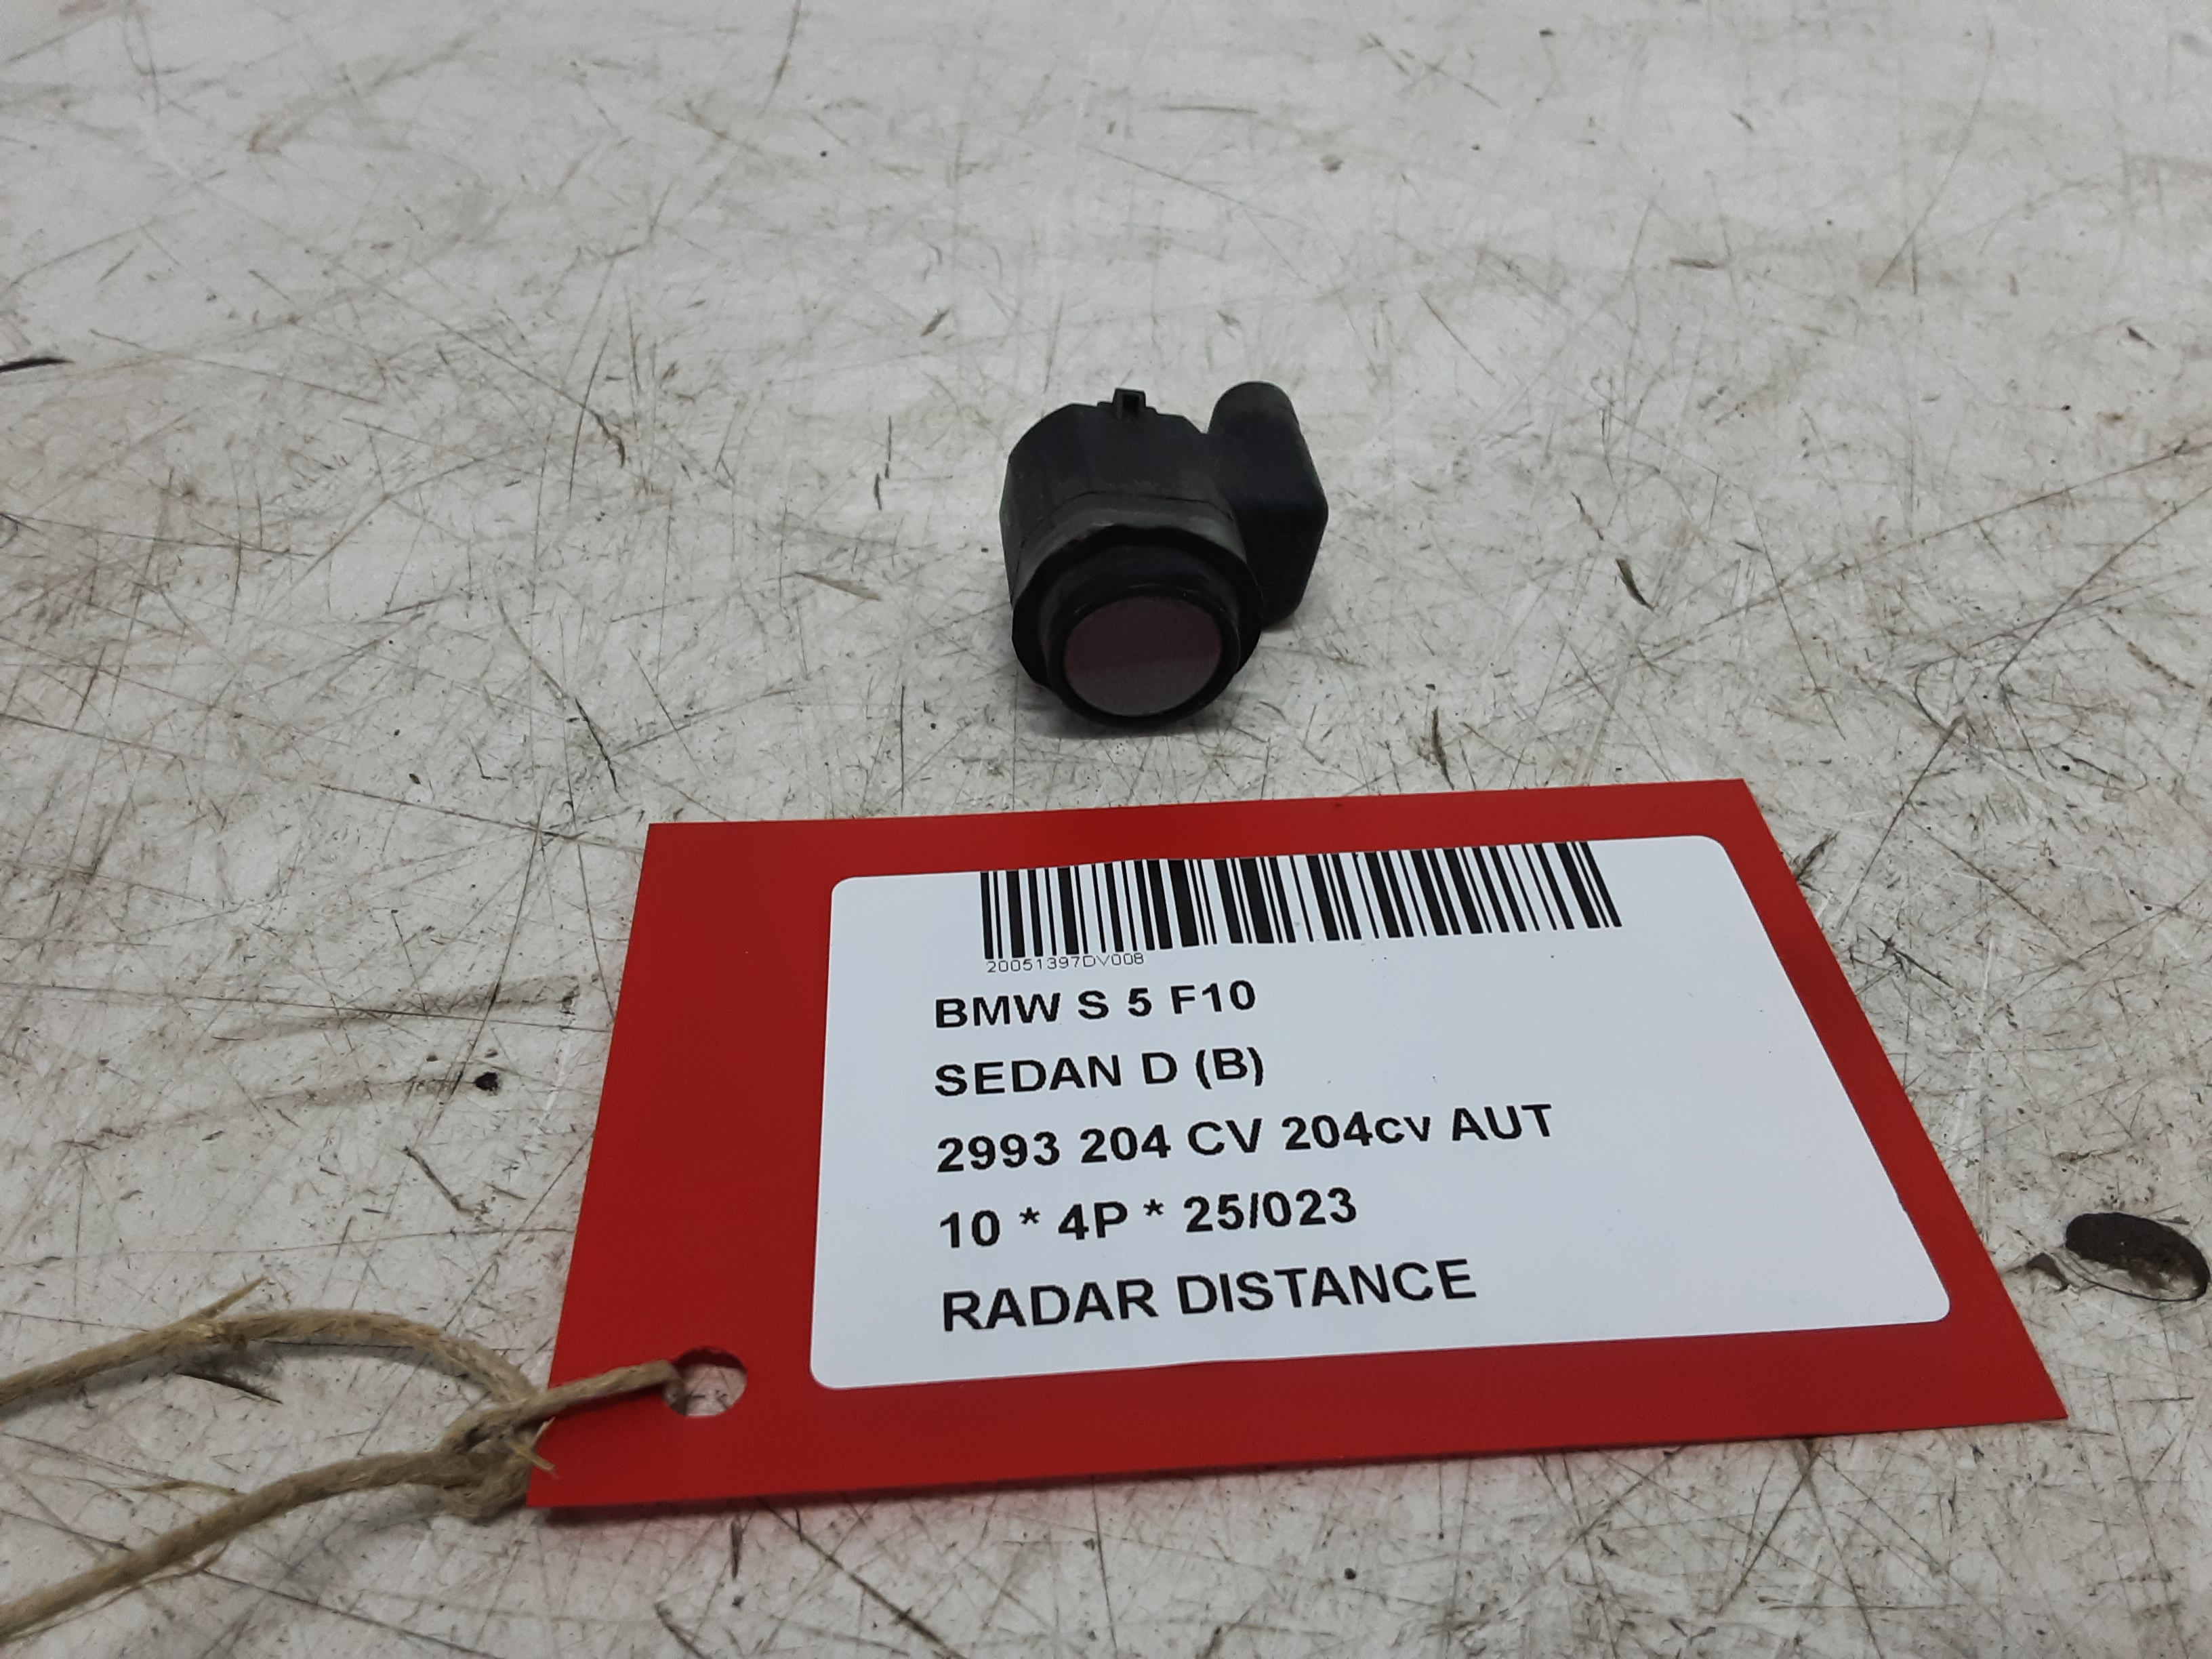 20051397DV008
BMW S 5 F10
SEDAN D (B)
2993 204 CV 204cv AUT
10 * 4P * 25/023
RADAR DISTANCE